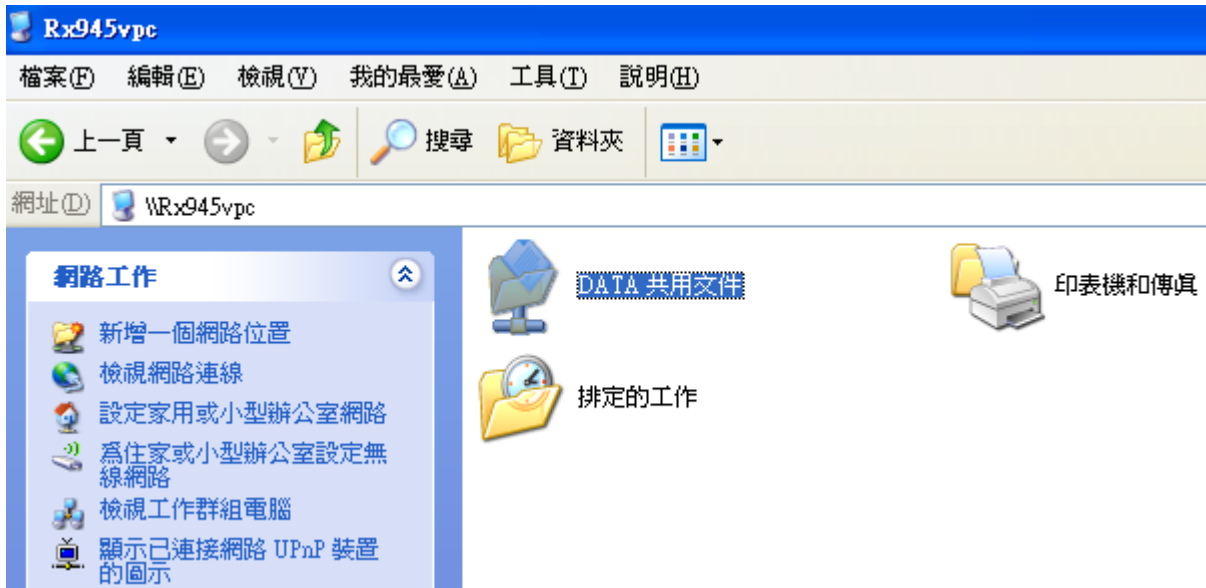 Rx945vpc
檔案(F) 編輯(E) 檢視(V) 我的最愛(A) 工具(T) 說明(H)
上一頁 搜尋 資料夾
網址(D) \\Rx945vpc
網路工作
新增一個網路位置
檢視網路連線
設定家用或小型辦公室網路
為住家或小型辦公室設定無
線網路
檢視工作群組電腦
顯示已連接網路 UPnP 裝置
的圖示
DATA 共用文件
印表機和傳真
排定的工作